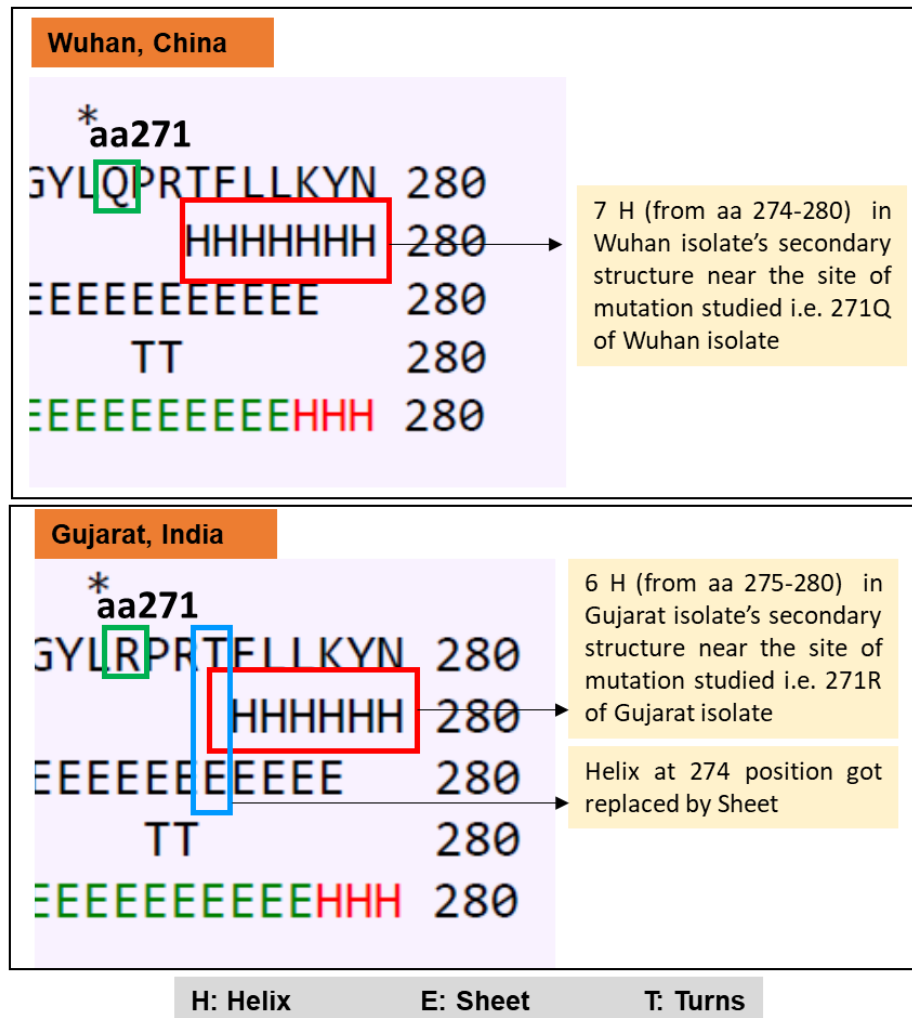 Wuhan, China
*
aa271
GYLQPRTFLLKYN 280
HHHHHHH 280
EEEEEEEEEEE 280
TT 280
EEEEEEEEEEHHH 280
7 H (from aa 274-280) in
Wuhan isolate's secondary
structure near the site of
mutation studied i.e. 271Q
of Wuhan isolate
Gujarat, India
*
aa271
GYLRPRTFLLKYN 280
HHHHHH 280
EEEEEEEEEEE 280
TT 280
EEEEEEEEEEHHH 280
6 H (from aa 275-280) in
Gujarat isolate's secondary
structure near the site of
mutation studied i.e. 271R
of Gujarat isolate
Helix at 274 position got
replaced by Sheet
H: Helix E: Sheet T: Turns